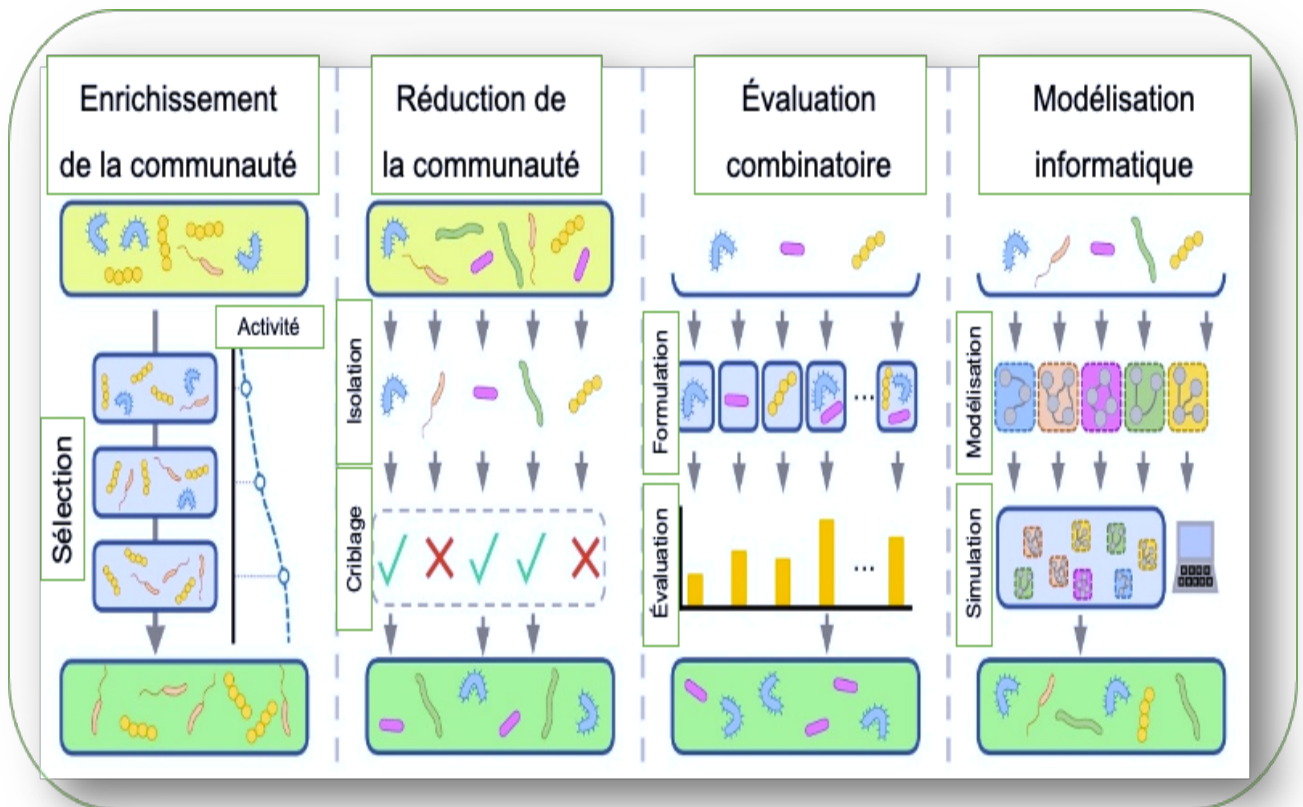 Enrichissement
de la communauté
Réduction de
la communauté
Évaluation
combinatoire
Modélisation
informatique
Activité
Sélection
Isolation
Criblage
Formulation
...
Évaluation
...
Modélisation
Simulation